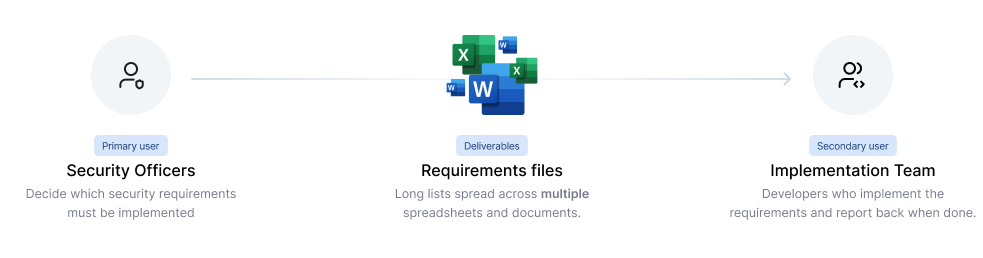 X
W
X
W
W
Primary user
Deliverables
Secondary user
Security Officers
Requirements files
Implementation Team
Decide which security requirements
must be implemented
Long lists spread across multiple
spreadsheets and documents.
Developers who implement the
requirements and report back when done.